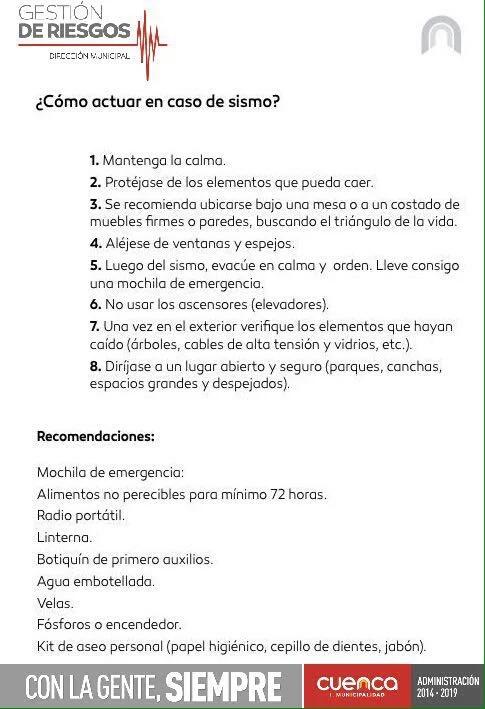 GESTIÓN
DE RIESGOS
DIRECCIÓN MUNICIPAL
¿Cómo actuar en caso de sismo?
1. Mantenga la calma.
2. Protéjase de los elementos que pueda caer.
3. Se recomienda ubicarse bajo una mesa o a un costado de
muebles firmes o paredes, buscando el triángulo de la vida.
4. Aléjese de ventanas y espejos.
5. Luego del sismo, evacúe en calma y orden. Lleve consigo
una mochila de emergencia.
6. No usar los ascensores (elevadores).
7. Una vez en el exterior verifique los elementos que hayan
caído (árboles, cables de alta tensión y vidrios, etc.).
8. Diríjase a un lugar abierto y seguro (parques, canchas,
espacios grandes y despejados).
Recomendaciones:
Mochila de emergencia:
Alimentos no perecibles para mínimo 72 horas.
Radio portátil.
Linterna.
Botiquín de primero auxilios.
Agua embotellada.
Velas.
Fósforos o encendedor.
Kit de aseo personal (papel higiénico, cepillo de dientes, jabón).
CON LA GENTE, SIEMPRE
cuenca
I. MUNICIPALIDAD
ADMINISTRACIÓN
2014 - 2019